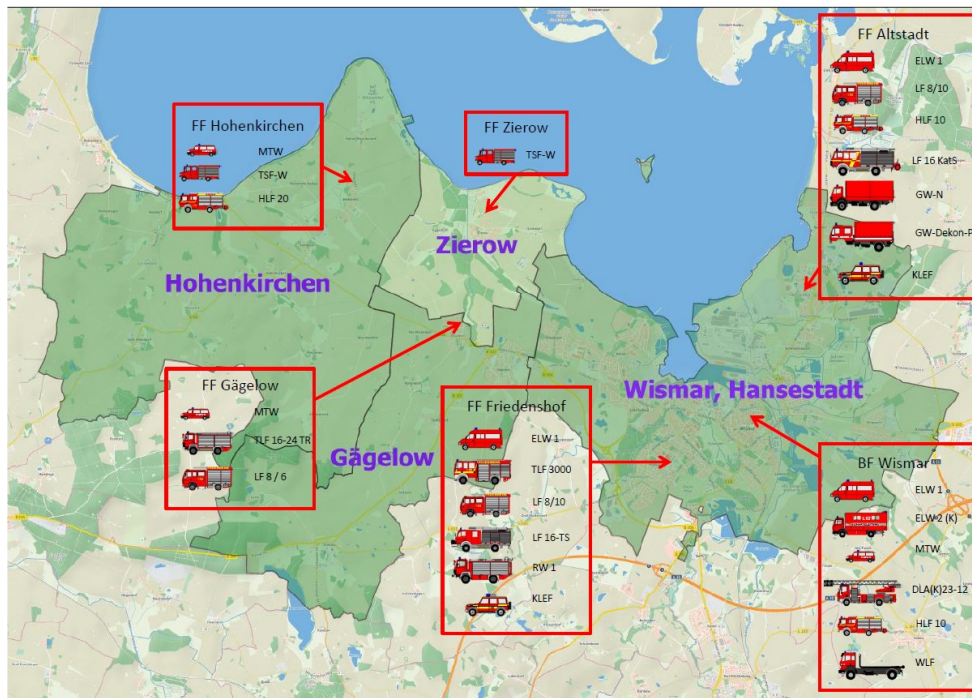 FF Altstadt
ELW 1
LF 8/10
HLF 10
LF 16 KatS
GW-N
GW-Dekon-P
KLEF
FF Hohenkirchen
MTW
TSF-W
HLF 20
FF Zierow
TSF-W
Zierow
Hohenkirchen
FF Gägelow
MTW
TLF 16-24 TR
LF 8 / 6
Gägelow
FF Friedenshof
ELW 1
TLF 3000
LF 8/10
LF 16-TS
RW 1
KLEF
Wismar, Hansestadt
BF Wismar
ELW 1
ELW 2 (K)
MTW
DLA(K)23-12
HLF 10
WLF